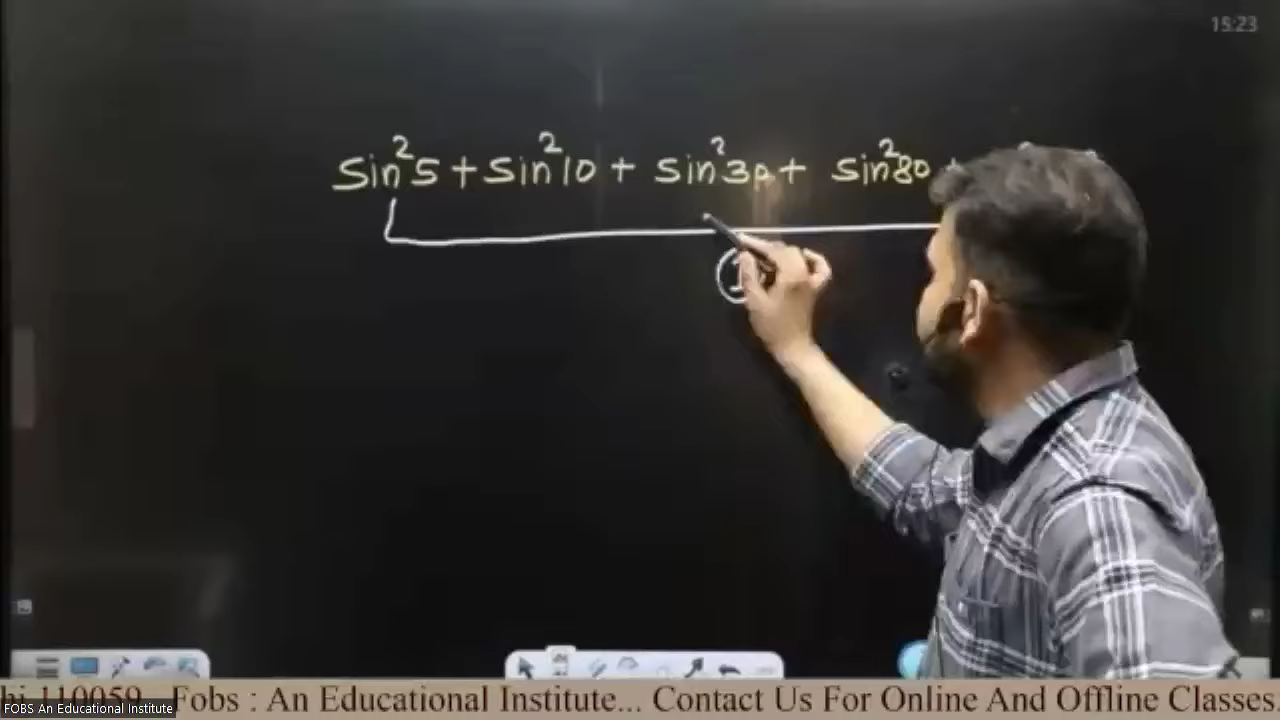 15:23
sin²5 + sin²10 + sin²30 + sin²80 +
1
hi-110059 Fobs : An Educational Institute... Contact Us For Online And Offline Classes.
FOBS An Educational Institute